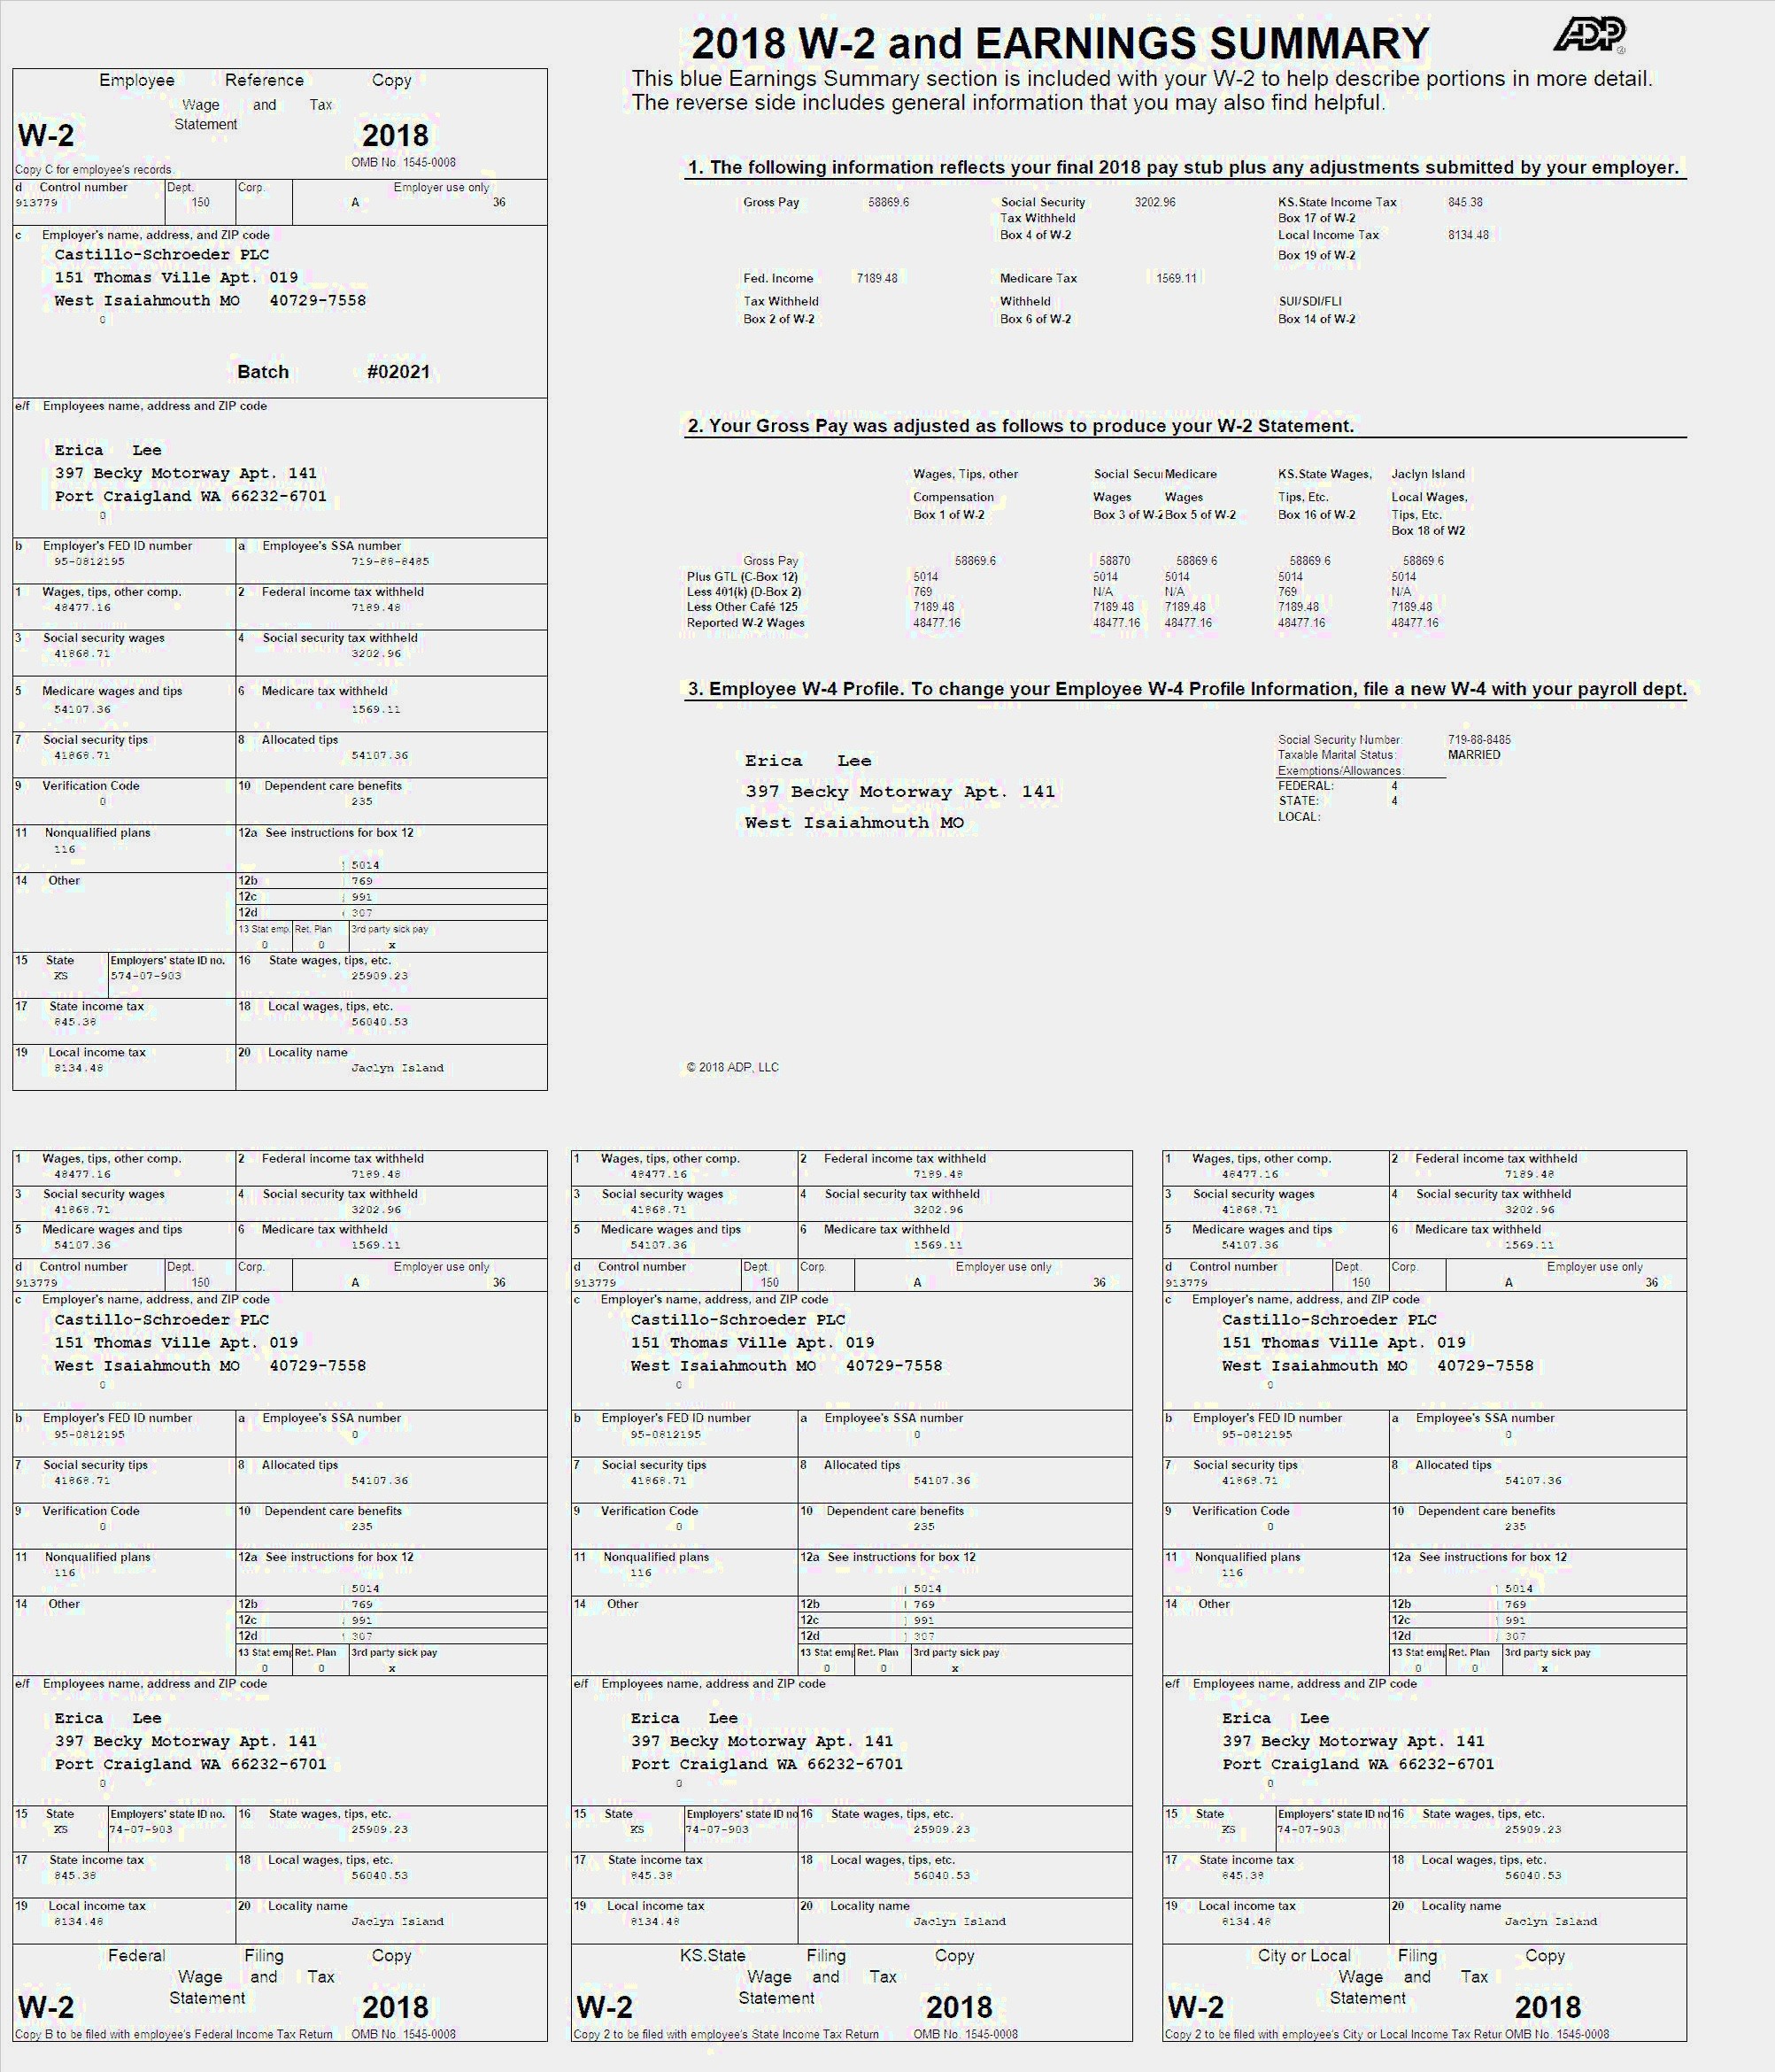 2018 W-2 and EARNINGS SUMMARY
ADP
This blue Earnings Summary section is included with your W-2 to help describe portions in more detail.
The reverse side includes general information that you may also find helpful.
Employee Reference Copy
Wage and Tax
Statement
W-2 2018
Copy C for employee's records OMB No. 1545-0008
d Control number Dept. Corp. Employer use only
913779 150 A 36
c Employer's name, address, and ZIP code
Castillo-Schroeder PLC
151 Thomas Ville Apt. 019
West Isaiahmouth MO 40729-7558
0
Batch #02021
e/f Employees name, address and ZIP code
Erica Lee
397 Becky Motorway Apt. 141
Port Craigland WA 66232-6701
0
b Employer's FED ID number a Employee's SSA number
95-0812195 719-88-8485
1 Wages, tips, other comp. 2 Federal income tax withheld
48477.16 7189.48
3 Social security wages 4 Social security tax withheld
41868.71 3202.96
5 Medicare wages and tips 6 Medicare tax withheld
54107.36 1569.11
7 Social security tips 8 Allocated tips
41868.71 54107.36
9 Verification Code 10 Dependent care benefits
0 235
11 Nonqualified plans 12a See instructions for box 12
116 5014
14 Other 12b 769
12c 991
12d 307
13 Stat emp. Ret. Plan 3rd party sick pay
0 0 x
15 State Employers' state ID no. 16 State wages, tips, etc.
KS 574-07-903 25909.23
17 State income tax 18 Local wages, tips, etc.
845.38 56040.53
19 Local income tax 20 Locality name
8134.48 Jaclyn Island
1. The following information reflects your final 2018 pay stub plus any adjustments submitted by your employer.
Gross Pay 58869.6 Social Security 3202.96 KS.State Income Tax 845.38
Tax Withheld Box 17 of W-2
Box 4 of W-2 Local Income Tax 8134.48
Box 19 of W-2
Fed. Income 7189.48 Medicare Tax 1569.11
Tax Withheld Withheld SUI/SDI/FLI
Box 2 of W-2 Box 6 of W-2 Box 14 of W-2
2. Your Gross Pay was adjusted as follows to produce your W-2 Statement.
Wages, Tips, other Social Secu Medicare KS.State Wages, Jaclyn Island
Compensation Wages Wages Tips, Etc. Local Wages,
Box 1 of W-2 Box 3 of W-2 Box 5 of W-2 Box 16 of W-2 Tips, Etc.
Box 18 of W2
Gross Pay 58869.6 58870 58869.6 58869.6 58869.6
Plus GTL (C-Box 12) 5014 5014 5014 5014 5014
Less 401(k) (D-Box 2) 769 N/A N/A 769 N/A
Less Other Café 125 7189.48 7189.48 7189.48 7189.48 7189.48
Reported W-2 Wages 48477.16 48477.16 48477.16 48477.16 48477.16
3. Employee W-4 Profile. To change your Employee W-4 Profile Information, file a new W-4 with your payroll dept.
Erica Lee
397 Becky Motorway Apt. 141
West Isaiahmouth MO
Social Security Number: 719-88-8485
Taxable Marital Status: MARRIED
Exemptions/Allowances:
FEDERAL: 4
STATE: 4
LOCAL:
© 2018 ADP, LLC
1 Wages, tips, other comp. 2 Federal income tax withheld
48477.16 7189.48
3 Social security wages 4 Social security tax withheld
41868.71 3202.96
5 Medicare wages and tips 6 Medicare tax withheld
54107.36 1569.11
d Control number Dept. Corp. Employer use only
913779 150 A 36
c Employer's name, address, and ZIP code
Castillo-Schroeder PLC
151 Thomas Ville Apt. 019
West Isaiahmouth MO 40729-7558
0
b Employer's FED ID number a Employee's SSA number
95-0812195 0
7 Social security tips 8 Allocated tips
41868.71 54107.36
9 Verification Code 10 Dependent care benefits
0 235
11 Nonqualified plans 12a See instructions for box 12
116 5014
14 Other 12b 769
12c 991
12d 307
13 Stat emp Ret. Plan 3rd party sick pay
0 0 x
e/f Employees name, address and ZIP code
Erica Lee
397 Becky Motorway Apt. 141
Port Craigland WA 66232-6701
0
15 State Employers' state ID no. 16 State wages, tips, etc.
KS 74-07-903 25909.23
17 State income tax 18 Local wages, tips, etc.
845.38 56040.53
19 Local income tax 20 Locality name
8134.48 Jaclyn Island
Federal Filing Copy
Wage and Tax
Statement
W-2 2018
Copy B to be filed with employee's Federal Income Tax Return OMB No. 1545-0008
1 Wages, tips, other comp. 2 Federal income tax withheld
48477.16 7189.48
3 Social security wages 4 Social security tax withheld
41868.71 3202.96
5 Medicare wages and tips 6 Medicare tax withheld
54107.36 1569.11
d Control number Dept. Corp. Employer use only
913779 150 A 36
c Employer's name, address, and ZIP code
Castillo-Schroeder PLC
151 Thomas Ville Apt. 019
West Isaiahmouth MO 40729-7558
0
b Employer's FED ID number a Employee's SSA number
95-0812195 0
7 Social security tips 8 Allocated tips
41868.71 54107.36
9 Verification Code 10 Dependent care benefits
0 235
11 Nonqualified plans 12a See instructions for box 12
116 5014
14 Other 12b 769
12c 991
12d 307
13 Stat emp Ret. Plan 3rd party sick pay
0 0 x
e/f Employees name, address and ZIP code
Erica Lee
397 Becky Motorway Apt. 141
Port Craigland WA 66232-6701
0
15 State Employers' state ID no 16 State wages, tips, etc.
KS 74-07-903 25909.23
17 State income tax 18 Local wages, tips, etc.
845.38 56040.53
19 Local income tax 20 Locality name
8134.48 Jaclyn Island
KS.State Filing Copy
Wage and Tax
Statement
W-2 2018
Copy 2 to be filed with employee's State Income Tax Return OMB No. 1545-0008
1 Wages, tips, other comp. 2 Federal income tax withheld
48477.16 7189.48
3 Social security wages 4 Social security tax withheld
41868.71 3202.96
5 Medicare wages and tips 6 Medicare tax withheld
54107.36 1569.11
d Control number Dept. Corp. Employer use only
913779 150 A 36
c Employer's name, address, and ZIP code
Castillo-Schroeder PLC
151 Thomas Ville Apt. 019
West Isaiahmouth MO 40729-7558
0
b Employer's FED ID number a Employee's SSA number
95-0812195 0
7 Social security tips 8 Allocated tips
41868.71 54107.36
9 Verification Code 10 Dependent care benefits
0 235
11 Nonqualified plans 12a See instructions for box 12
116 5014
14 Other 12b 769
12c 991
12d 307
13 Stat emp Ret. Plan 3rd party sick pay
0 0 x
e/f Employees name, address and ZIP code
Erica Lee
397 Becky Motorway Apt. 141
Port Craigland WA 66232-6701
0
15 State Employers' state ID no 16 State wages, tips, etc.
KS 74-07-903 25909.23
17 State income tax 18 Local wages, tips, etc.
845.38 56040.53
19 Local income tax 20 Locality name
8134.48 Jaclyn Island
City or Local Filing Copy
Wage and Tax
Statement
W-2 2018
Copy 2 to be filed with employee's City or Local Income Tax Retur OMB No. 1545-0008